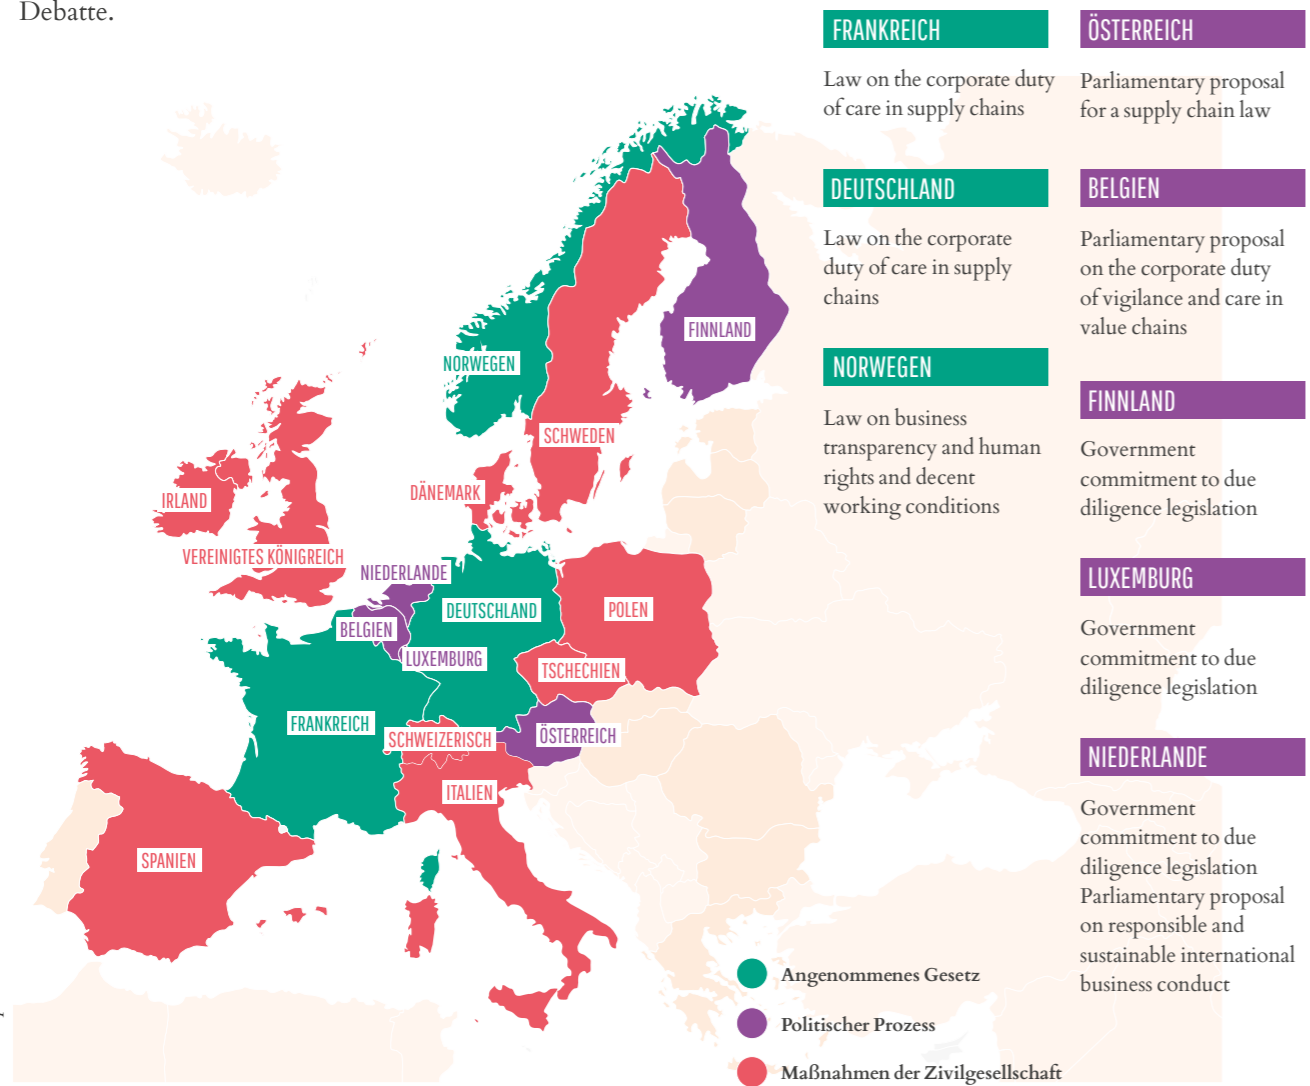 Debatte.
NORWEGEN
FINNLAND
SCHWEDEN
DÄNEMARK
IRLAND
VEREINIGTES KÖNIGREICH
NIEDERLANDE
DEUTSCHLAND
POLEN
BELGIEN
LUXEMBURG
TSCHECHIEN
FRANKREICH
SCHWEIZERISCH
ÖSTERREICH
ITALIEN
SPANIEN
Angenommenes Gesetz
Politischer Prozess
Maßnahmen der Zivilgesellschaft
FRANKREICH
Law on the corporate duty
of care in supply chains
DEUTSCHLAND
Law on the corporate
duty of care in supply
chains
NORWEGEN
Law on business
transparency and human
rights and decent
working conditions
ÖSTERREICH
Parliamentary proposal
for a supply chain law
BELGIEN
Parliamentary proposal
on the corporate duty
of vigilance and care in
value chains
FINNLAND
Government
commitment to due
diligence legislation
LUXEMBURG
Government
commitment to due
diligence legislation
NIEDERLANDE
Government
commitment to due
diligence legislation
Parliamentary proposal
on responsible and
sustainable international
business conduct